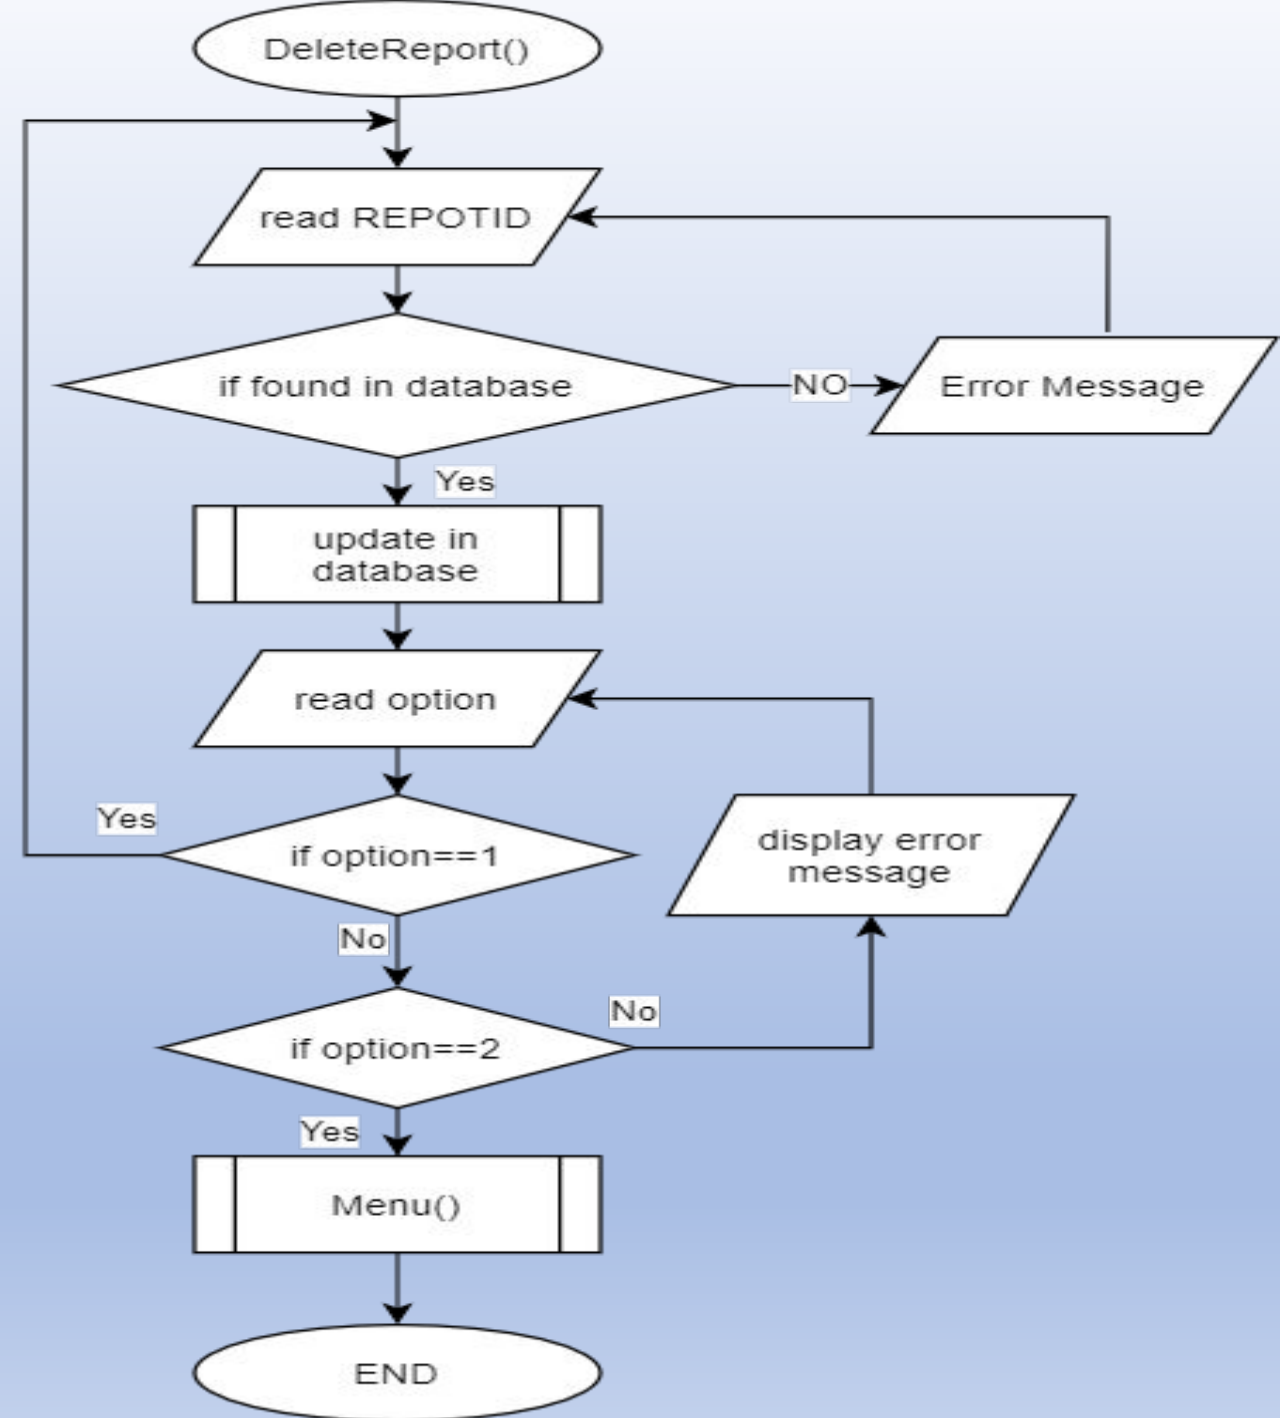 DeleteReport()
read REPOTID
if found in database
NO
Error Message
Yes
update in
database
read option
Yes
if option==1
display error
message
No
if option==2
No
Yes
Menu()
END